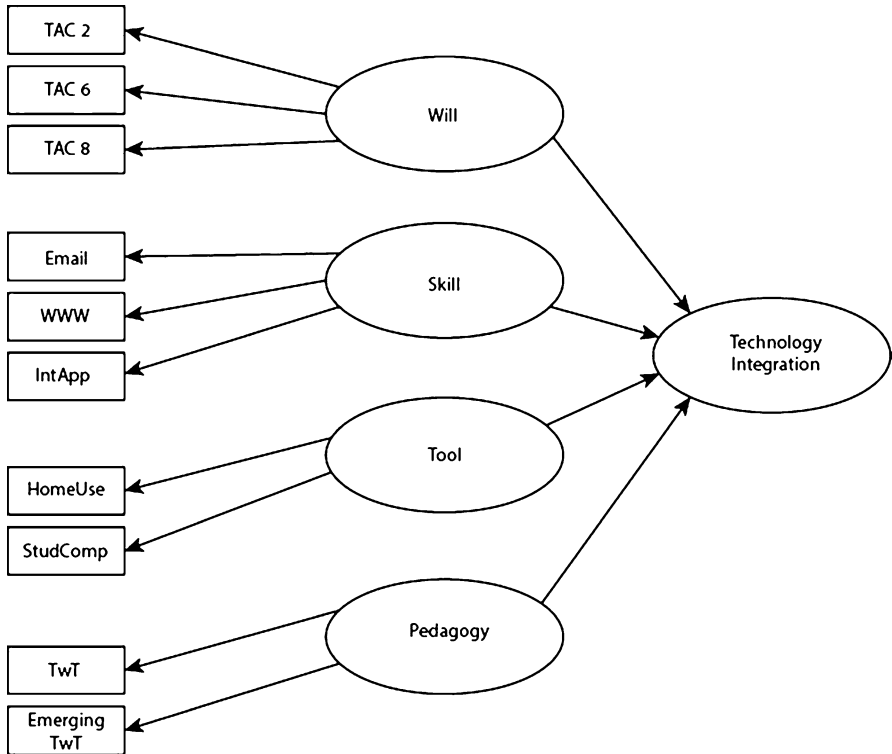 TAC 2
TAC 6
TAC 8
Will
Email
WWW
IntApp
Skill
Technology
Integration
HomeUse
StudComp
Tool
TwT
Emerging
TwT
Pedagogy